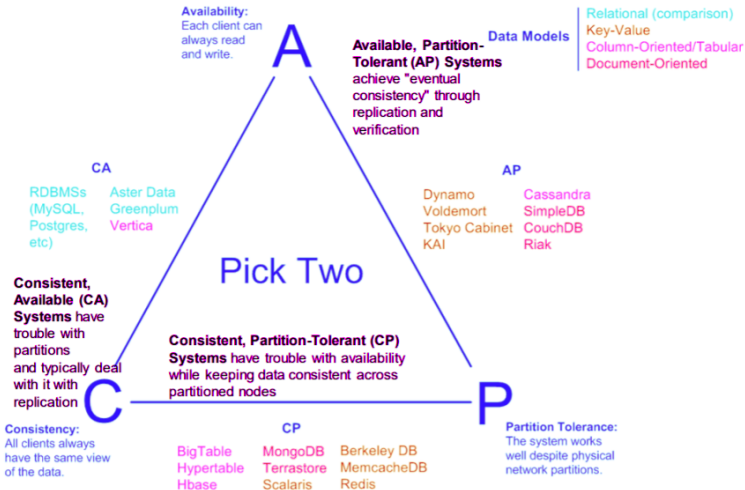 Availability:
Each client can
always read
and write.
A
Available, Partition-
Tolerant (AP) Systems
achieve "eventual
consistency" through
replication and
verification
Data Models
Relational (comparison)
Key-Value
Column-Oriented/Tabular
Document-Oriented
CA
RDBMSs
(MySQL,
Postgres,
etc)
Aster Data
Greenplum
Vertica
AP
Dynamo
Voldemort
Tokyo Cabinet
KAI
Cassandra
SimpleDB
CouchDB
Riak
Pick Two
Consistent,
Available (CA)
Systems have
trouble with
partitions
and typically deal
with it with
replication
Consistent, Partition-Tolerant (CP)
Systems have trouble with availability
while keeping data consistent across
partitioned nodes
C
P
Consistency:
All clients always
have the same view
of the data.
CP
BigTable
Hypertable
Hbase
MongoDB
Terrastore
Scalaris
Berkeley DB
MemcacheDB
Redis
Partition Tolerance:
The system works
well despite physical
network partitions.